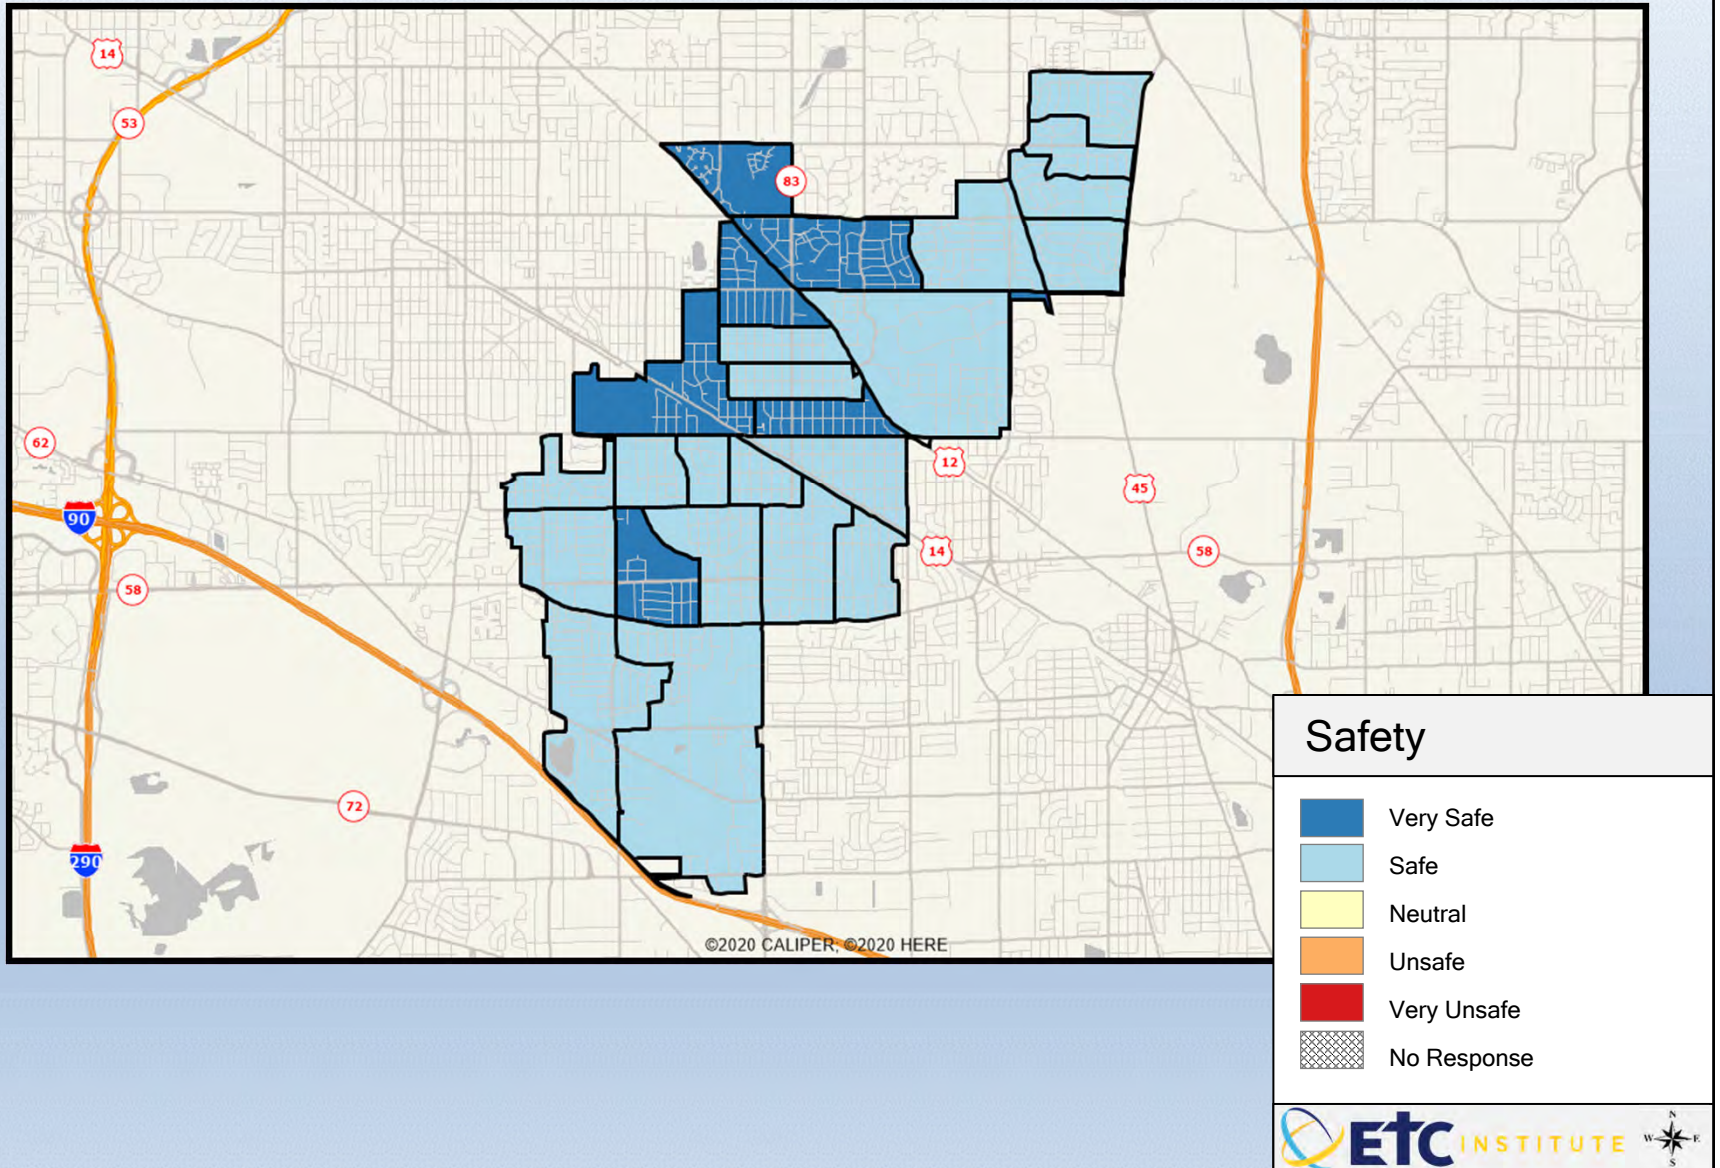 14
53
83
62
12
45
90
14
58
58
72
290
©2020 CALIPER; ©2020 HERE
Safety
Very Safe
Safe
Neutral
Unsafe
Very Unsafe
No Response
N
ETC INSTITUTE W E
S